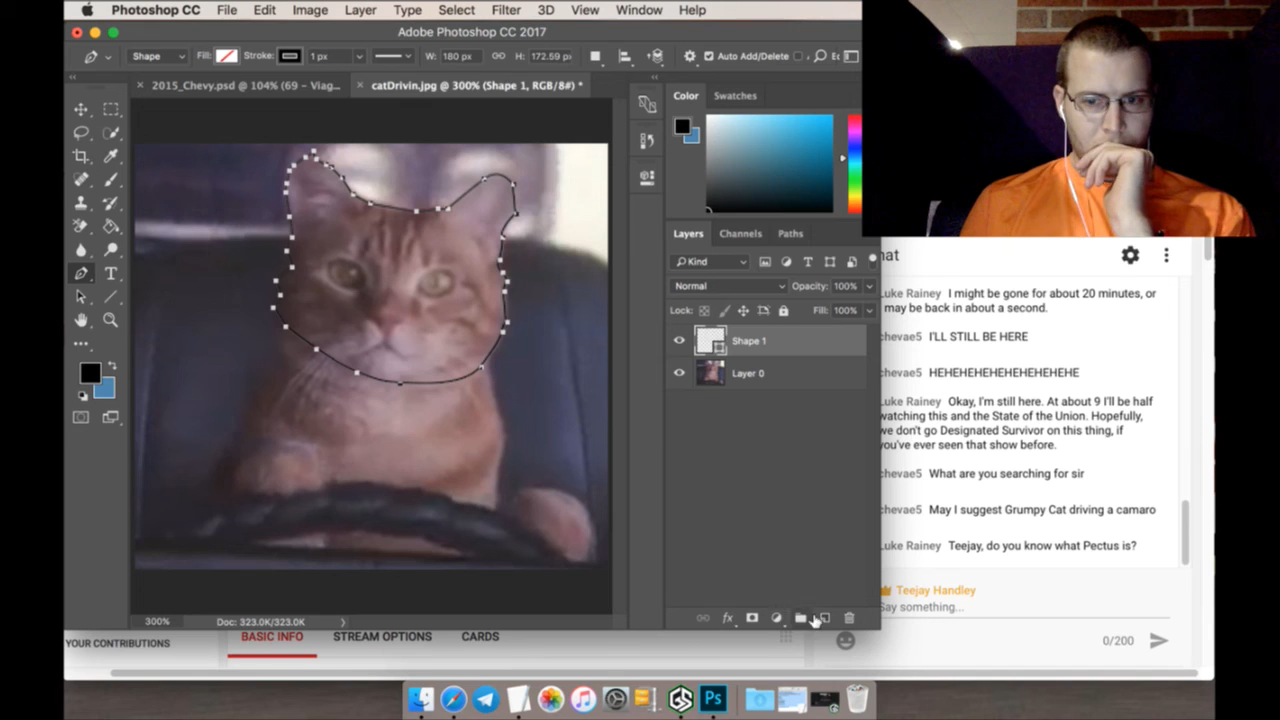 Photoshop CC File Edit Image Layer Type Select Filter 3D View Window Help
Adobe Photoshop CC 2017
Shape Fill: Stroke: 1 px W: 180 px H: 172.59 px Auto Add/Delete
2015_Chevy.psd @ 104% (69 – Viag... catDrivin.jpg @ 300% (Shape 1, RGB/8#) *
Color Swatches
Layers Channels Paths
Kind
Normal Opacity: 100%
Lock: Fill: 100%
Shape 1
Layer 0
300% Doc: 323.0K/323.0K
YOUR CONTRIBUTIONS
BASIC INFO STREAM OPTIONS CARDS
hat
Luke Rainey I might be gone for about 20 minutes, or
may be back in about a second.
chevae5 I'LL STILL BE HERE
chevae5 HEHEHEHEHEHEHEHEHE
Luke Rainey Okay, I'm still here. At about 9 I'll be half
watching this and the State of the Union. Hopefully,
we don't go Designated Survivor on this thing, if
you've ever seen that show before.
chevae5 What are you searching for sir
chevae5 May I suggest Grumpy Cat driving a camaro
Luke Rainey Teejay, do you know what Pectus is?
Teejay Handley
Say something...
0/200
Ps